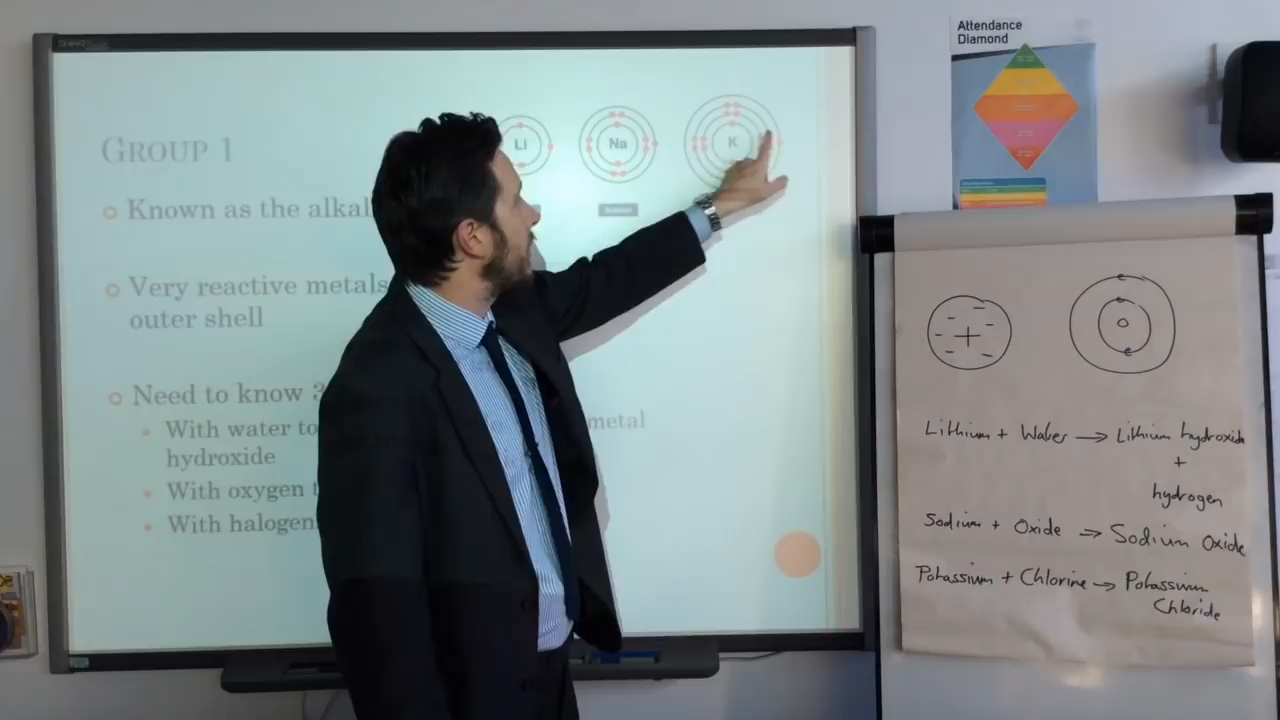 GROUP 1
Known as the alkal
Very reactive metals
outer shell
Need to know 3
With water to
metal
hydroxide
With oxygen
With halogen
Li
Na
K
Attendance
Diamond
Lithium + Water → Lithium hydroxide
+
hydrogen
Sodium + Oxide → Sodium Oxide
Potassium + Chlorine → Potassium
Chloride